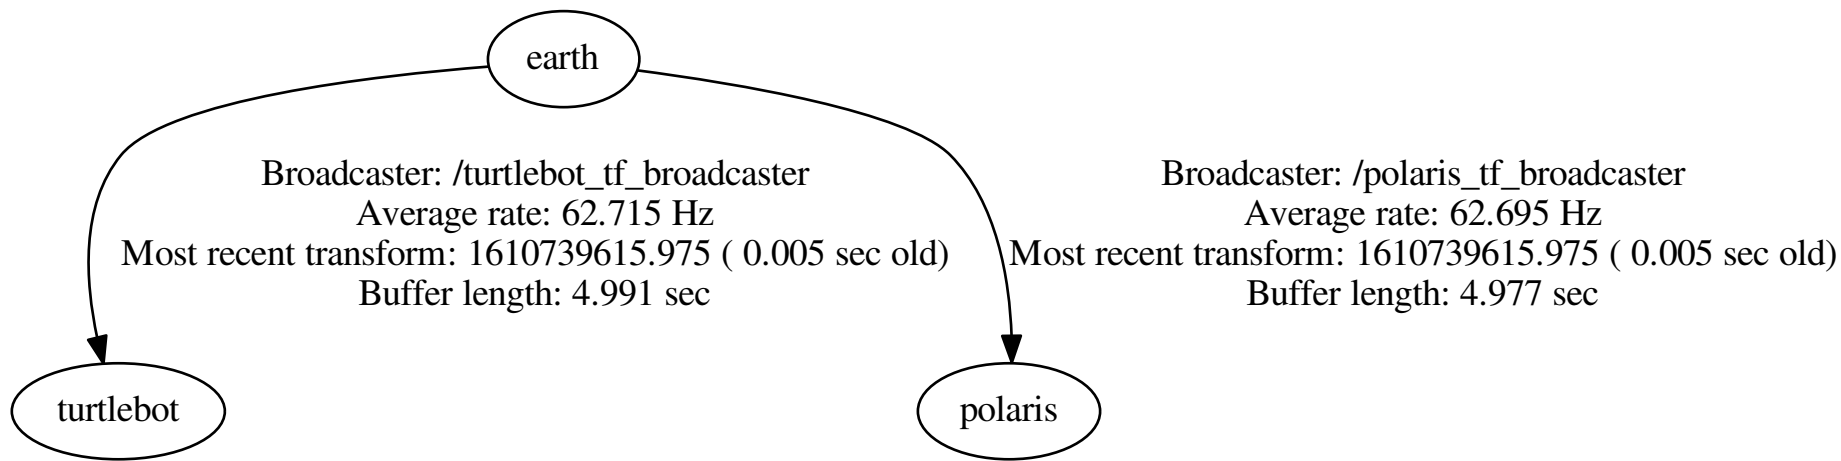 earth
Broadcaster: /turtlebot_tf_broadcaster
Average rate: 62.715 Hz
Most recent transform: 1610739615.975 ( 0.005 sec old)
Buffer length: 4.991 sec
Broadcaster: /polaris_tf_broadcaster
Average rate: 62.695 Hz
Most recent transform: 1610739615.975 ( 0.005 sec old)
Buffer length: 4.977 sec
turtlebot
polaris